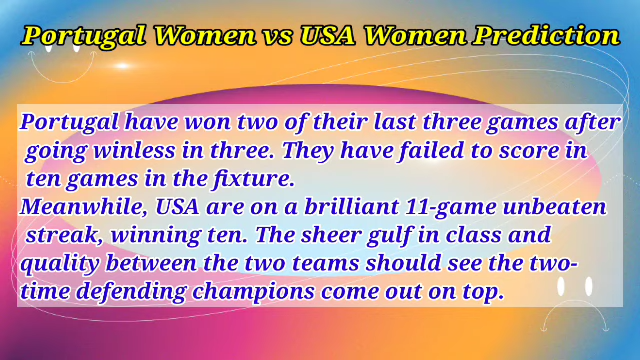 Portugal Women vs USA Women Prediction
Portugal have won two of their last three games after
going winless in three. They have failed to score in
ten games in the fixture.
Meanwhile, USA are on a brilliant 11-game unbeaten
streak, winning ten. The sheer gulf in class and
quality between the two teams should see the two-
time defending champions come out on top.